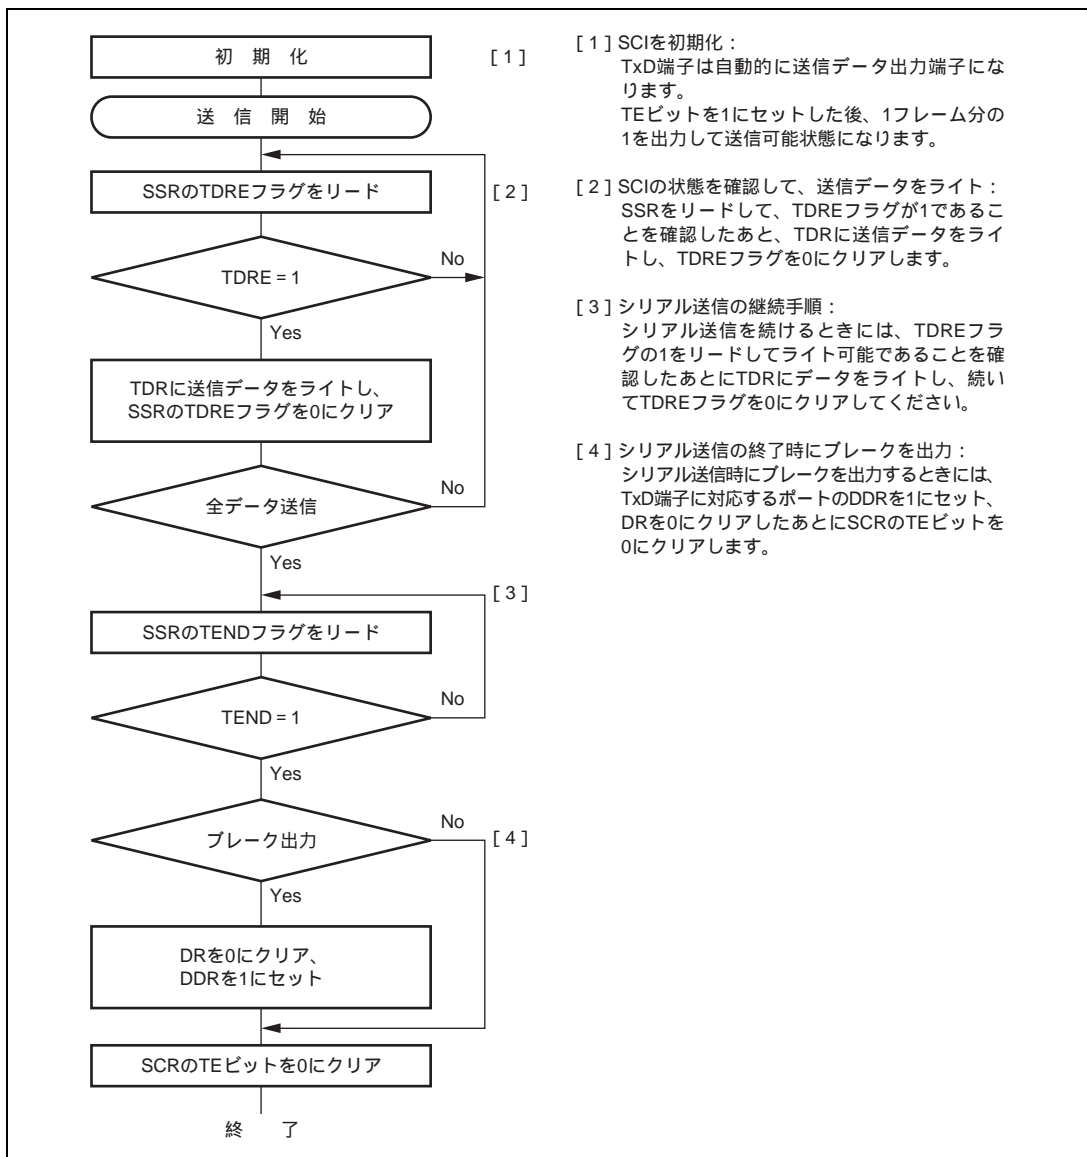 初 期 化
[ 1 ]
送 信 開 始
SSRのTDREフラグをリード
[ 2 ]
TDRE = 1
No
Yes
TDRに送信データをライトし、
SSRのTDREフラグを0にクリア
全データ送信
No
Yes
[ 3 ]
SSRのTENDフラグをリード
TEND = 1
No
Yes
ブレーク出力
No
[ 4 ]
Yes
DRを0にクリア、
DDRを1にセット
SCRのTEビットを0にクリア
終 了
[ 1 ] SCIを初期化：
TxD端子は自動的に送信データ出力端子にな
ります。
TEビットを1にセットした後、1フレーム分の
1を出力して送信可能状態になります。
[ 2 ] SCIの状態を確認して、送信データをライト：
SSRをリードして、TDREフラグが1であるこ
とを確認したあと、TDRに送信データをライ
トし、TDREフラグを0にクリアします。
[ 3 ] シリアル送信の継続手順：
シリアル送信を続けるときには、TDREフラ
グの1をリードしてライト可能であることを確
認したあとにTDRにデータをライトし、続い
てTDREフラグを0にクリアしてください。
[ 4 ] シリアル送信の終了時にブレークを出力：
シリアル送信時にブレークを出力するときには、
TxD端子に対応するポートのDDRを1にセット、
DRを0にクリアしたあとにSCRのTEビットを
0にクリアします。